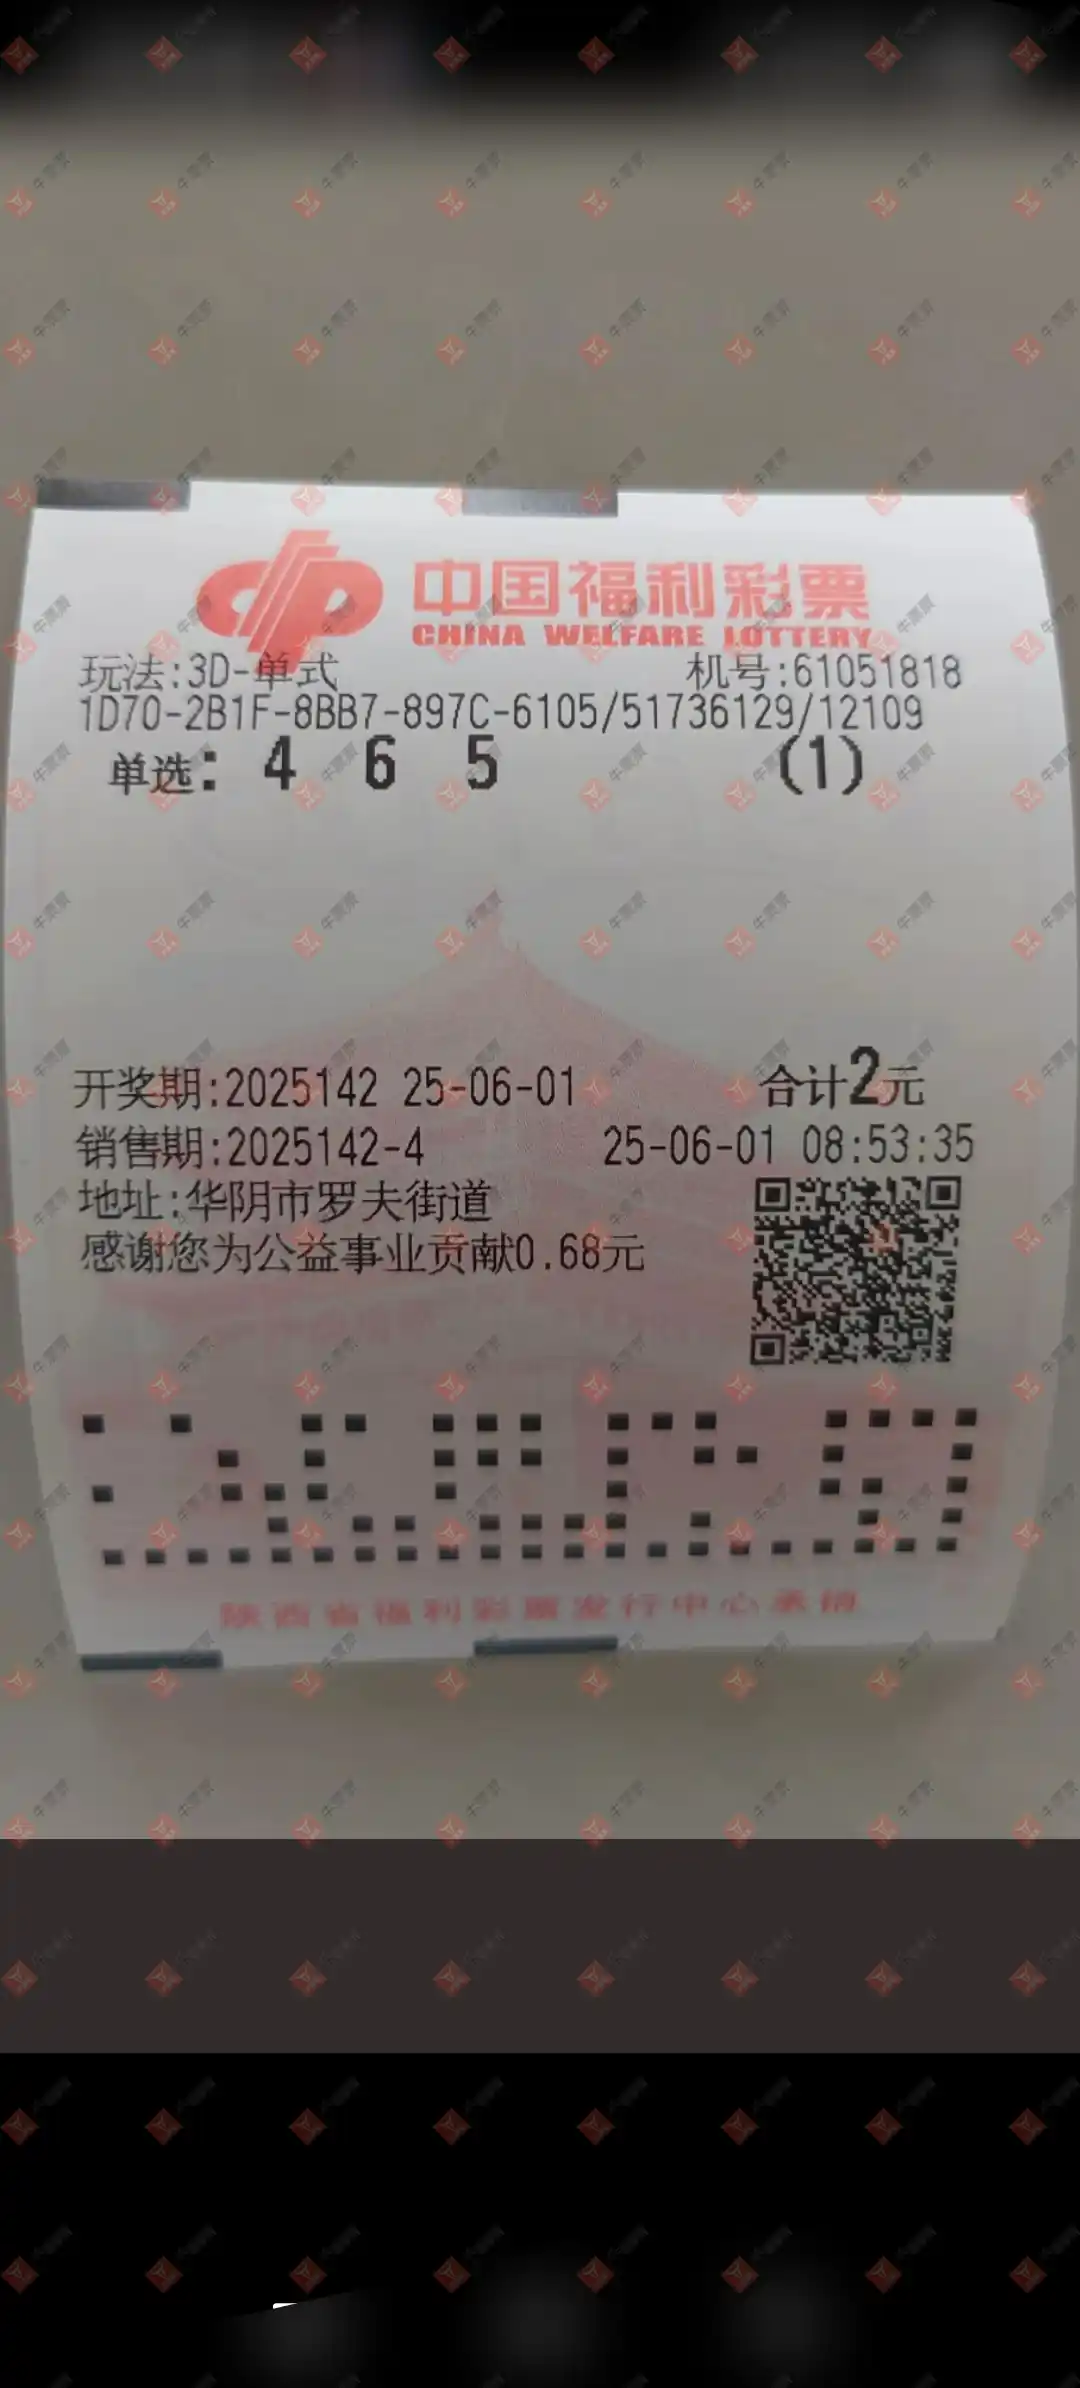 中国福利彩票
CHINA WELFARE LOTTERY
玩法:3D-单式 机号:61051818
1D70-2B1F-8BB7-897C-6105/51736129/12109
单选: 4 6 5 (1)
开奖期:2025142 25-06-01 合计2元
销售期:2025142-4 25-06-01 08:53:35
地址:华阴市罗夫街道
感谢您为公益事业贡献0.68元
陕西省福利彩票发行中心承销